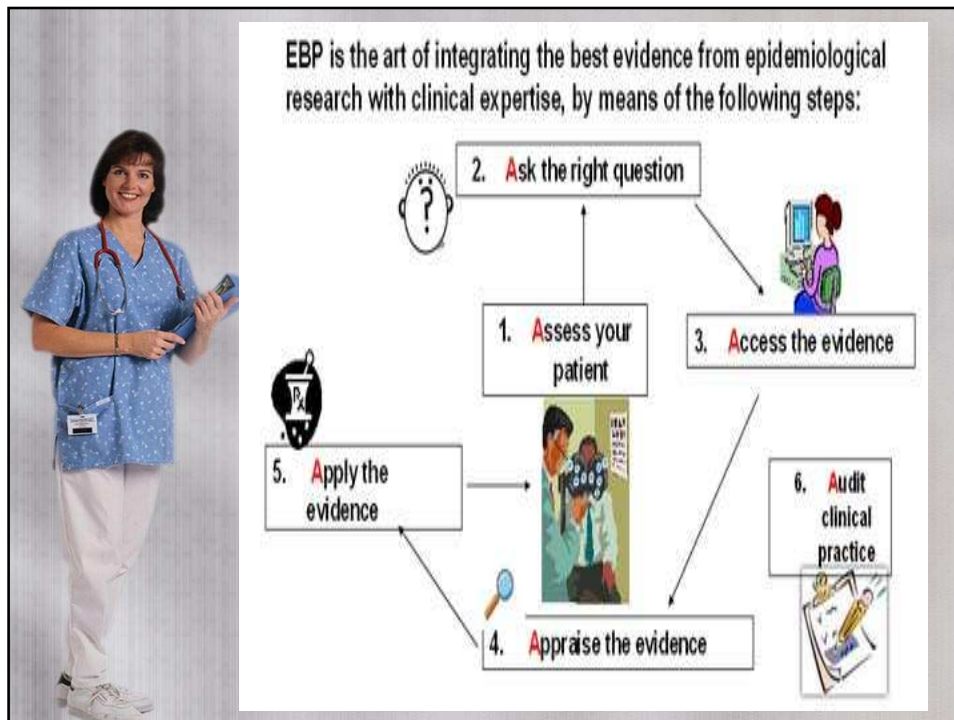 EBP is the art of integrating the best evidence from epidemiological
research with clinical expertise, by means of the following steps:
2. Ask the right question
?
1. Assess your
patient
3. Access the evidence
Rx
5. Apply the
evidence
6. Audit
clinical
practice
4. Appraise the evidence